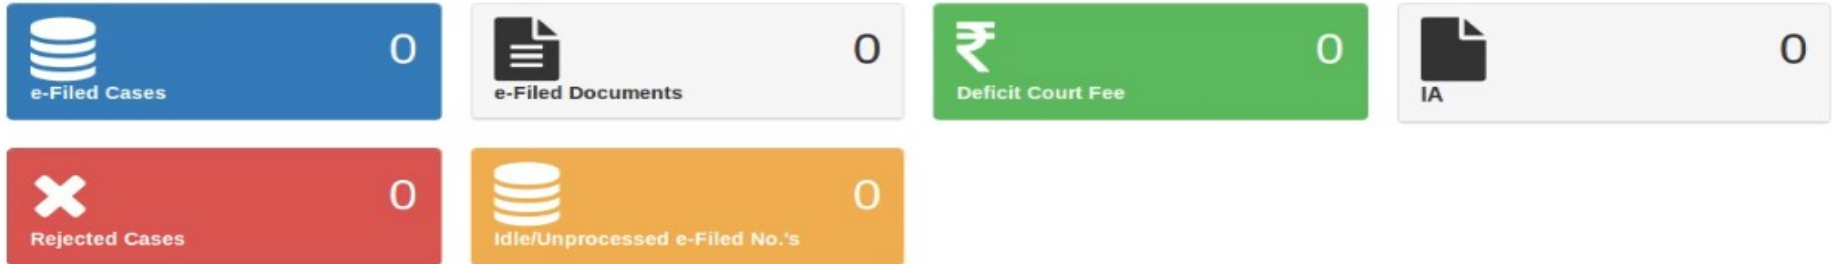 0
e-Filed Cases
0
e-Filed Documents
₹
0
Deficit Court Fee
0
IA
0
Rejected Cases
0
Idle/Unprocessed e-Filed No.'s